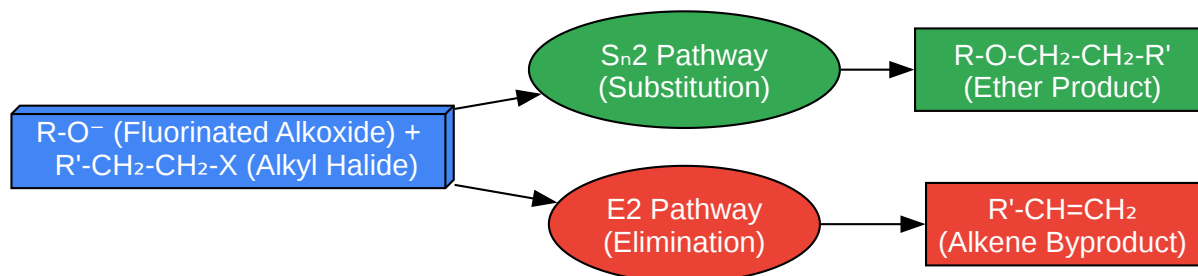 R-O⁻ (Fluorinated Alkoxide) +
R'-CH₂-CH₂-X (Alkyl Halide)
Sₙ2 Pathway
(Substitution)
R-O-CH₂-CH₂-R'
(Ether Product)
E2 Pathway
(Elimination)
R'-CH=CH₂
(Alkene Byproduct)